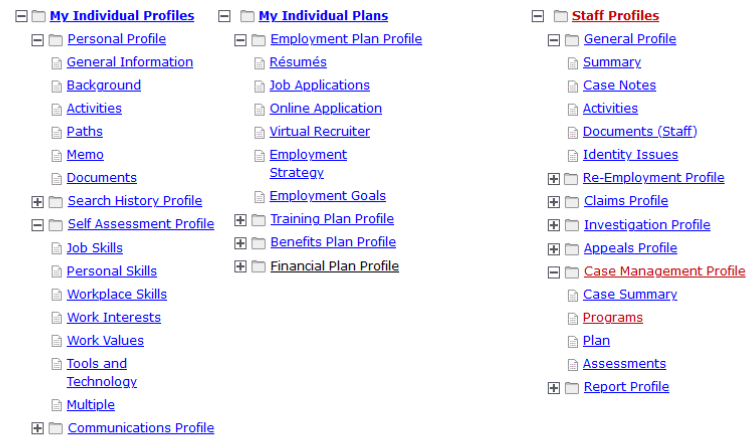 My Individual Profiles
Personal Profile
General Information
Background
Activities
Paths
Memo
Documents
Search History Profile
Self Assessment Profile
Job Skills
Personal Skills
Workplace Skills
Work Interests
Work Values
Tools and
Technology
Multiple
Communications Profile
My Individual Plans
Employment Plan Profile
Résumés
Job Applications
Online Application
Virtual Recruiter
Employment
Strategy
Employment Goals
Training Plan Profile
Benefits Plan Profile
Financial Plan Profile
Staff Profiles
General Profile
Summary
Case Notes
Activities
Documents (Staff)
Identity Issues
Re-Employment Profile
Claims Profile
Investigation Profile
Appeals Profile
Case Management Profile
Case Summary
Programs
Plan
Assessments
Report Profile